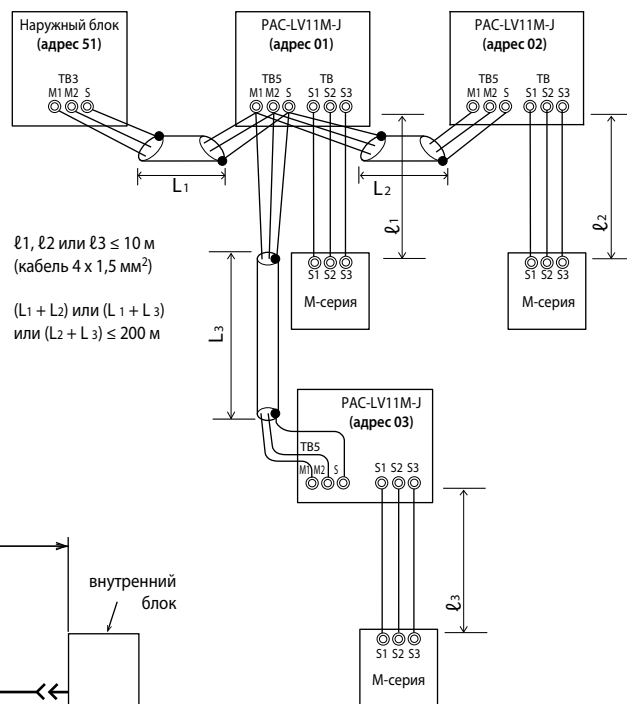 Наружный блок
(адрес 51)
TB3
M1 M2 S
PAC-LV11M-J
(адрес 01)
TB5 TB
M1 M2 S S1 S2 S3
PAC-LV11M-J
(адрес 02)
TB5 TB
M1 M2 S S1 S2 S3
L1
L2
ℓ1
ℓ2
ℓ1, ℓ2 или ℓ3 ≤ 10 м
(кабель 4 x 1,5 мм²)
(L1 + L2) или (L 1 + L 3)
или (L2 + L 3) ≤ 200 м
S1 S2 S3
М-серия
S1 S2 S3
М-серия
L3
PAC-LV11M-J
(адрес 03)
TB5
M1 M2 S S1 S2 S3
ℓ3
S1 S2 S3
М-серия
внутренний
блок